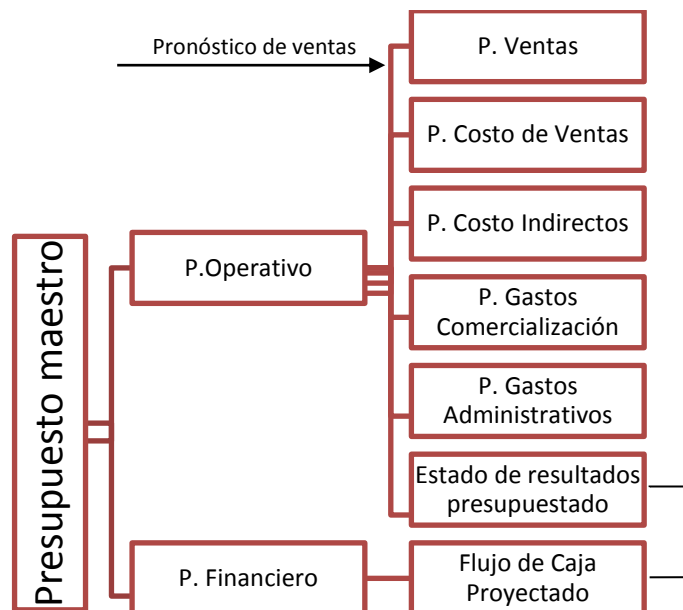 Pronóstico de ventas
P. Ventas
P. Costo de Ventas
P. Costo Indirectos
Presupuesto maestro
P.Operativo
P. Gastos
Comercialización
P. Gastos
Administrativos
Estado de resultados
presupuestado
P. Financiero
Flujo de Caja
Proyectado